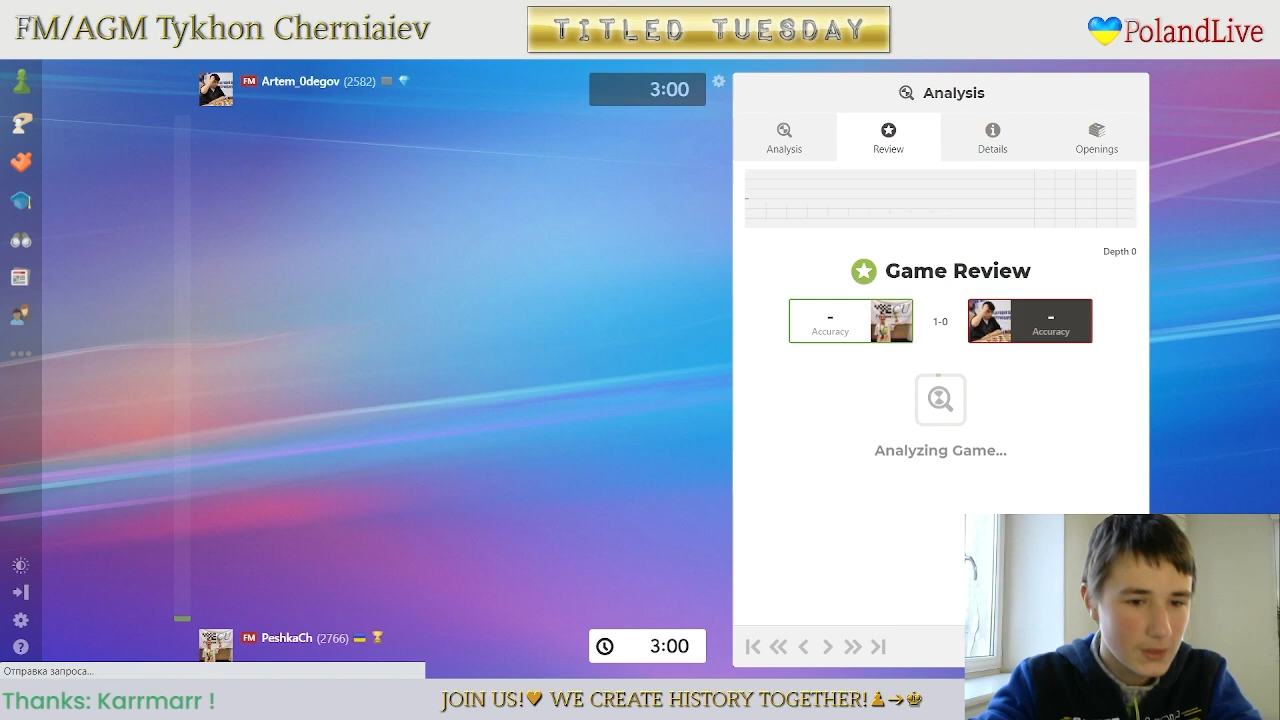 FM/AGM Tykhon Cherniaiev
TITLED TUESDAY
PolandLive
FM Artem_0degov (2582)
3:00
Analysis
Analysis
Review
Details
Openings
Depth 0
Game Review
-
Accuracy
1-0
-
Accuracy
Analyzing Game...
FM PeshkaCh (2766)
3:00
Отправка запроса...
Thanks: Karrmarr !
JOIN US! WE CREATE HISTORY TOGETHER!